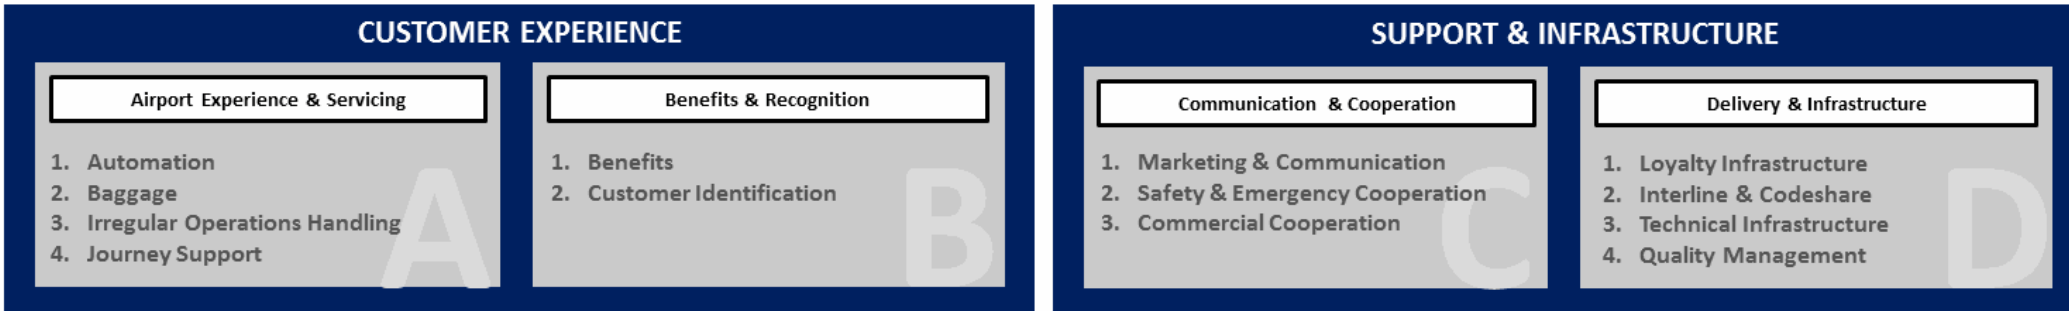 CUSTOMER EXPERIENCE
Airport Experience & Servicing
1. Automation
2. Baggage
3. Irregular Operations Handling
4. Journey Support
A
Benefits & Recognition
1. Benefits
2. Customer Identification
B
SUPPORT & INFRASTRUCTURE
Communication & Cooperation
1. Marketing & Communication
2. Safety & Emergency Cooperation
3. Commercial Cooperation
C
Delivery & Infrastructure
1. Loyalty Infrastructure
2. Interline & Codeshare
3. Technical Infrastructure
4. Quality Management
D